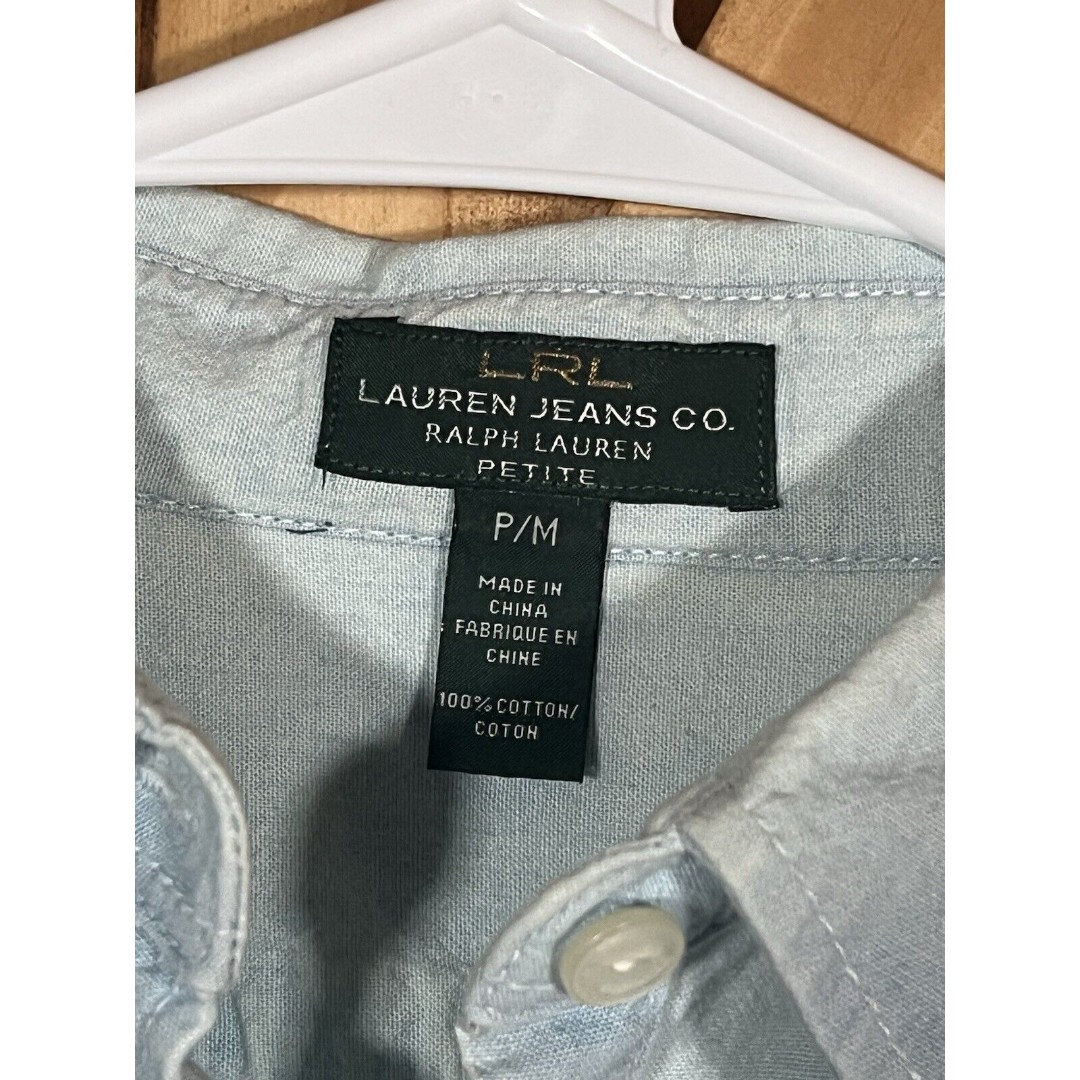 LRL
LAUREN JEANS CO.
RALPH LAUREN
PETITE
P/M
MADE IN
CHINA
FABRIQUE EN
CHINE
100% COTTON/
COTON